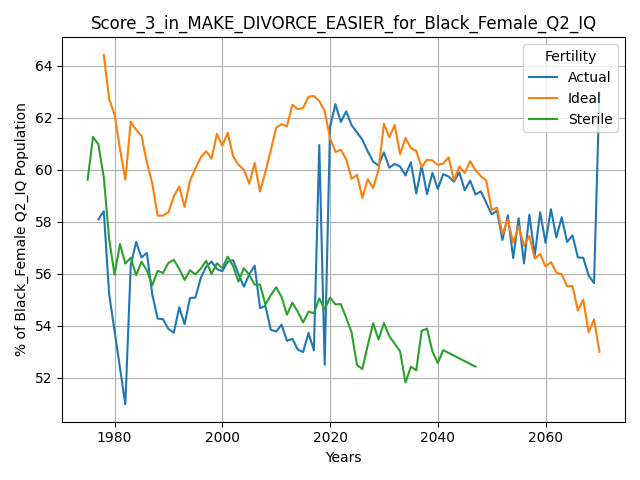 Score_3_in_MAKE_DIVORCE_EASIER_for_Black_Female_Q2_IQ
Fertility
Actual
Ideal
Sterile
% of Black_Female Q2_IQ Population
64
62
60
58
56
54
52
1980
2000
2020
2040
2060
Years